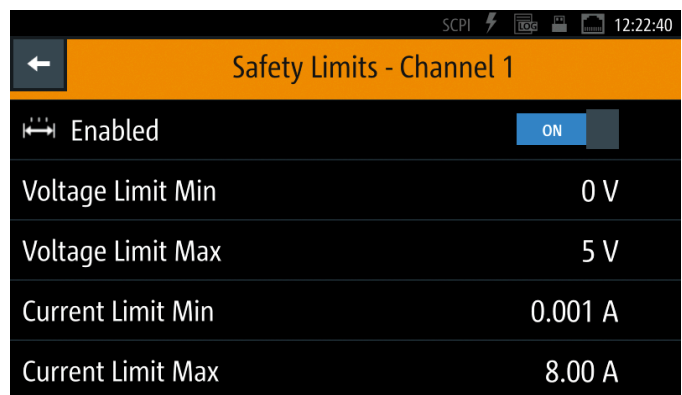 SCPI LOG 12:22:40
Safety Limits - Channel 1
Enabled ON
Voltage Limit Min 0 V
Voltage Limit Max 5 V
Current Limit Min 0.001 A
Current Limit Max 8.00 A